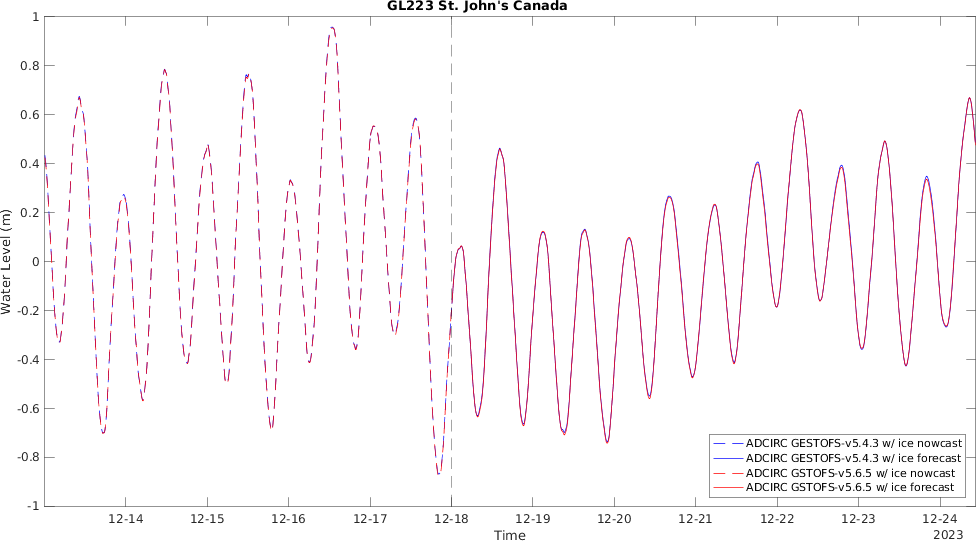 GL223 St. John's Canada
1
0.8
0.6
0.4
0.2
0
-0.2
-0.4
-0.6
-0.8
-1
Water Level (m)
ADCIRC GESTOFS-v5.4.3 w/ ice nowcast
ADCIRC GESTOFS-v5.4.3 w/ ice forecast
ADCIRC GSTOFS-v5.6.5 w/ ice nowcast
ADCIRC GSTOFS-v5.6.5 w/ ice forecast
12-14 12-15 12-16 12-17 12-18 12-19 12-20 12-21 12-22 12-23 12-24
Time
2023